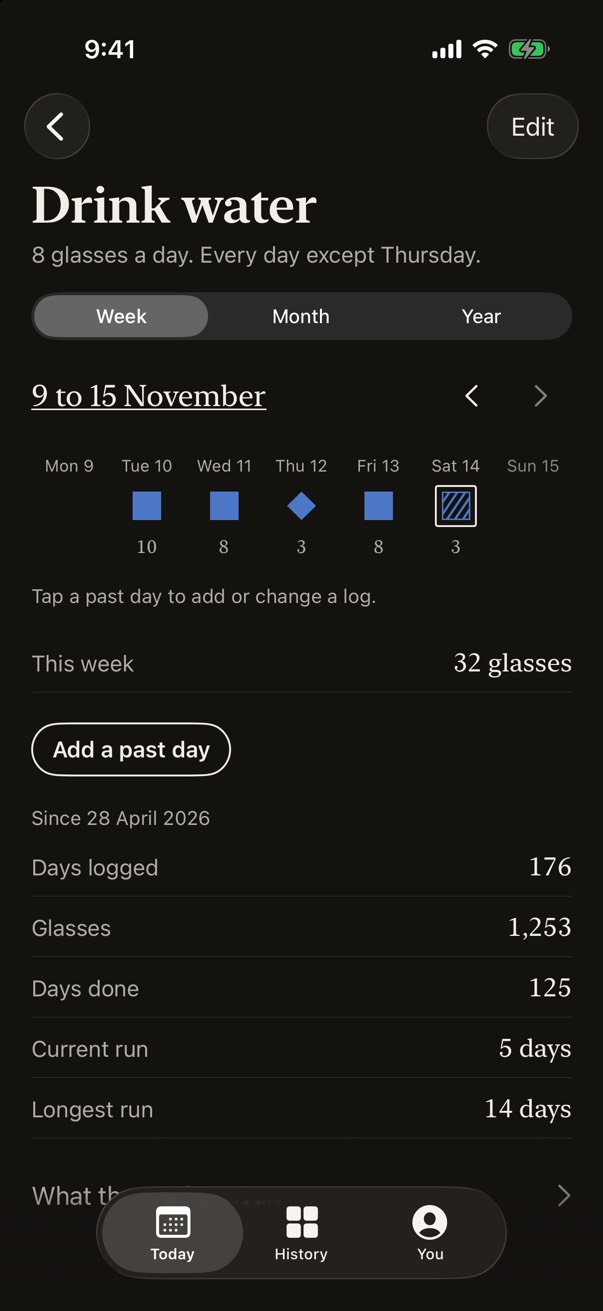 9:41
Edit
Drink water
8 glasses a day. Every day except Thursday.
Week Month Year
9 to 15 November
Mon 9 Tue 10 Wed 11 Thu 12 Fri 13 Sat 14 Sun 15
10 8 3 8 3
Tap a past day to add or change a log.
This week 32 glasses
Add a past day
Since 28 April 2026
Days logged 176
Glasses 1,253
Days done 125
Current run 5 days
Longest run 14 days
What
Today History You